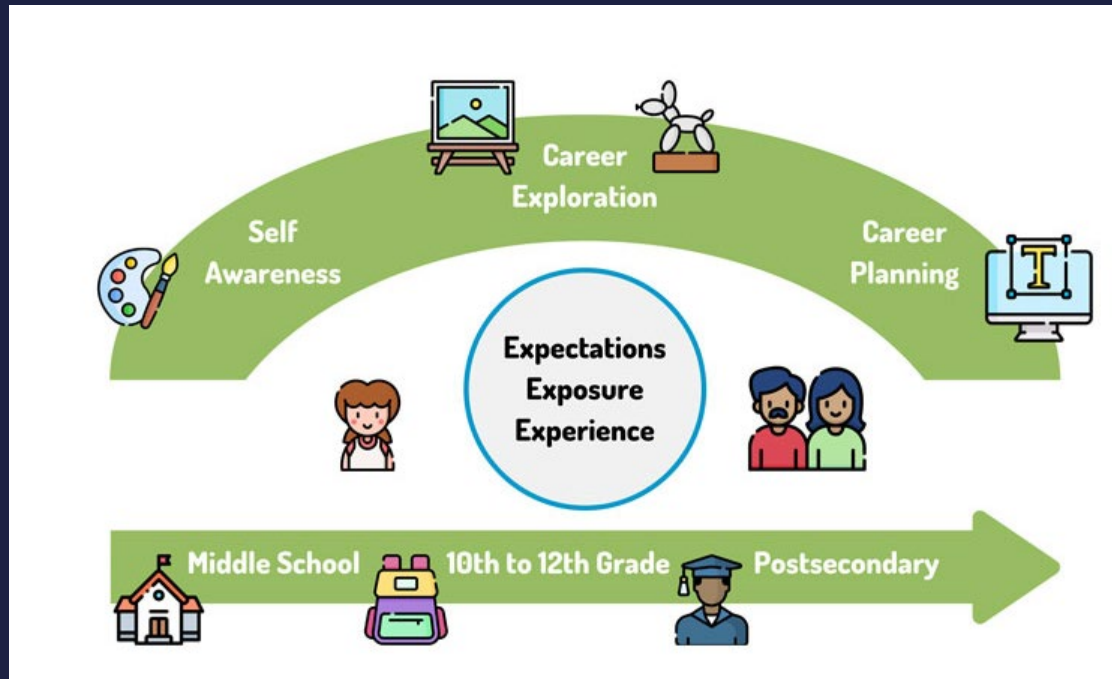 Self
Awareness
Career
Exploration
Career
Planning
T
Expectations
Exposure
Experience
Middle School
10th to 12th Grade
Postsecondary